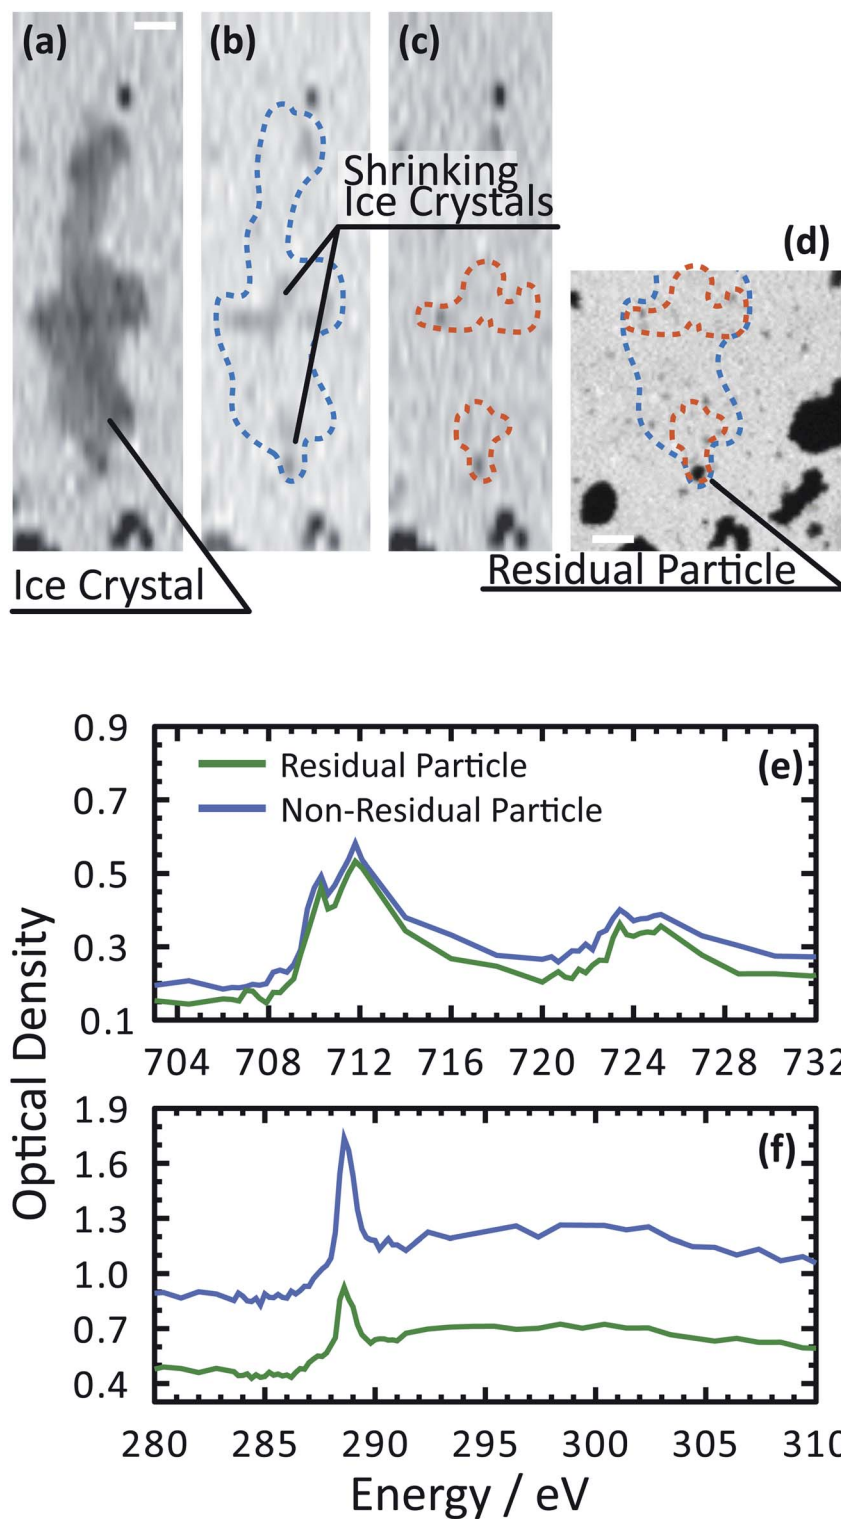 (a)
(b)
(c)
Shrinking
Ice Crystals
(d)
Ice Crystal
Residual Particle
0.9
0.7
0.5
0.3
0.1
(e)
Residual Particle
Non-Residual Particle
704 708 712 716 720 724 728 732
Optical Density
1.9
1.6
1.3
1.0
0.7
0.4
(f)
280 285 290 295 300 305 310
Energy / eV